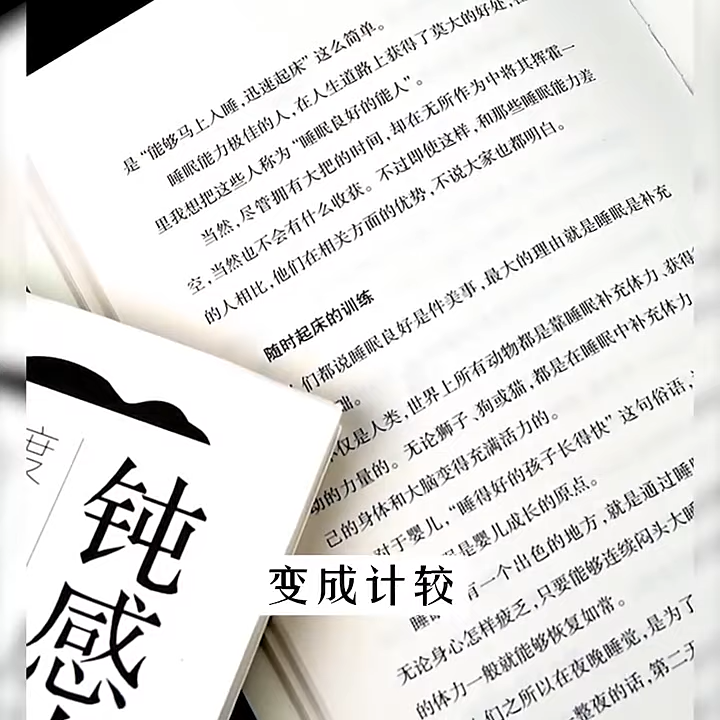 是“能够马上入睡，迅速起床”这么简单。
睡眠能力极佳的人，在人生道路上获得了莫大的好处，
里我想把这些人称为“睡眠良好的能人”。
当然，尽管拥有大把的时间，却在无所作为中将其挥霍一
空，当然也不会有什么收获。不过即使这样，和那些睡眠能力差
的人相比，他们在相关方面的优势，不说大家也都明白。
随时起床的训练
们都说睡眠良好是件美事，最大的理由就是睡眠是补充
础。
不仅是人类，世界上所有动物都是靠睡眠补充体力、获得
动的力量的。无论狮子、狗或猫，都是在睡眠中补充体力
己的身体和大脑变得充满活力的。
对于婴儿，“睡得好的孩子长得快”这句俗语，
是婴儿成长的原点。
有一个出色的地方，就是通过睡
睡 无论身心怎样疲乏，只要能够连续闷头大睡
的体力一般就能够恢复如常。
们之所以在夜晚睡觉，是为了
整夜的话，第二天
度
钝感
变成计较